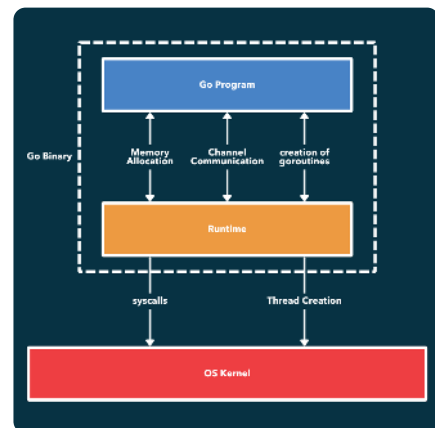 Go Program
Go Binary
Memory
Allocation
Channel
Communication
creation of
goroutines
Runtime
syscalls
Thread Creation
OS Kernel